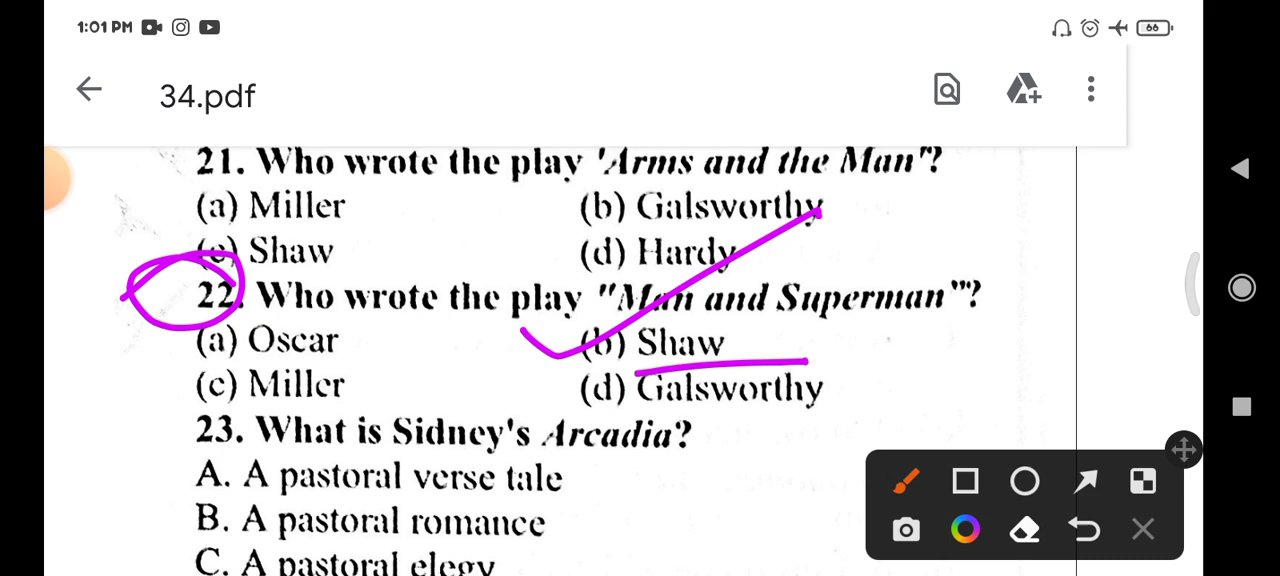 1:01 PM 66
34.pdf
21. Who wrote the play 'Arms and the Man"?
(a) Miller (b) Galsworthy
(c) Shaw (d) Hardy
22. Who wrote the play "Man and Superman"'?
(a) Oscar (b) Shaw
(c) Miller (d) Galsworthy
23. What is Sidney's Arcadia?
A. A pastoral verse tale
B. A pastoral romance
C. A pastoral elegy